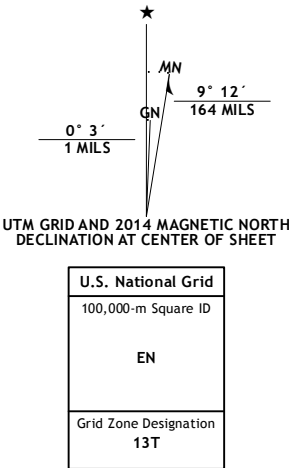 ★
MN
9° 12´
164 MILS
GN
0° 3´
1 MILS
UTM GRID AND 2014 MAGNETIC NORTH
DECLINATION AT CENTER OF SHEET
U.S. National Grid
100,000-m Square ID
EN
Grid Zone Designation
13T